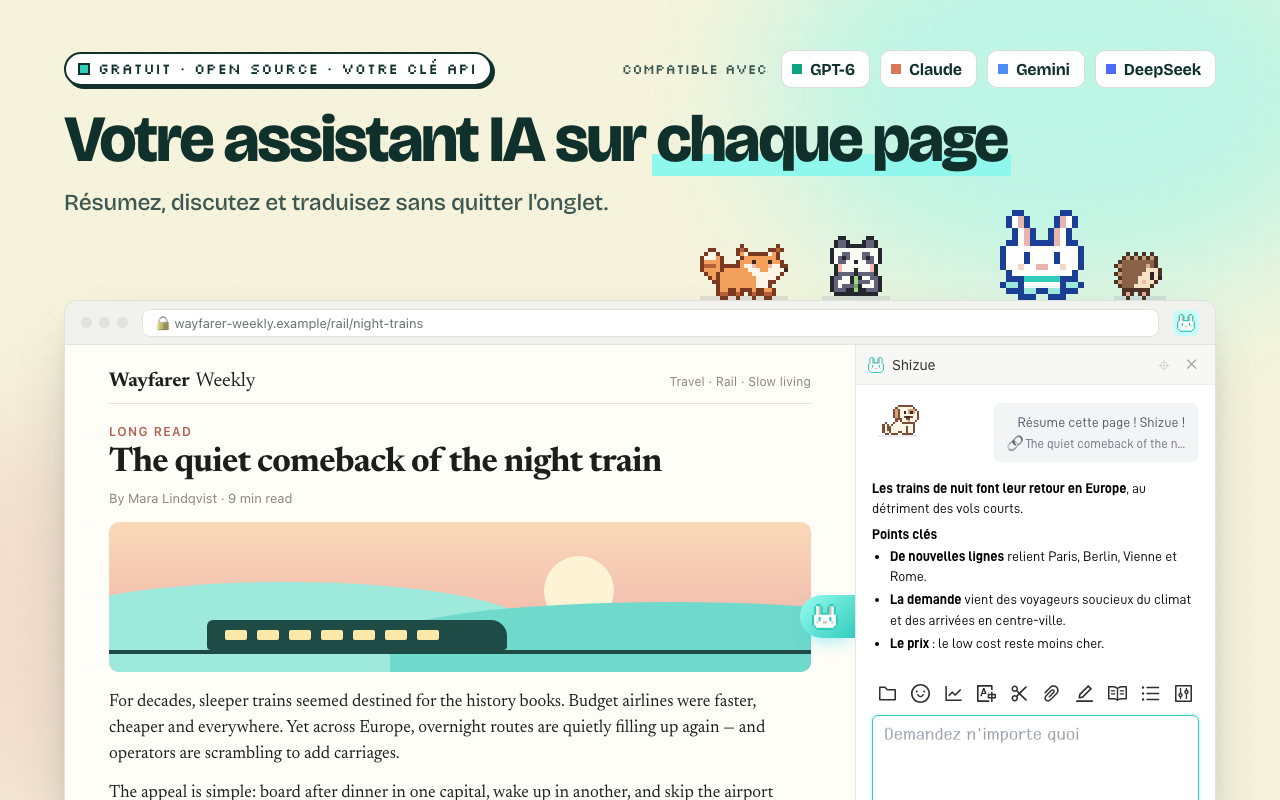 GRATUIT · OPEN SOURCE · VOTRE CLÉ API
COMPATIBLE AVEC
GPT-6
Claude
Gemini
DeepSeek
Votre assistant IA sur chaque page
Résumez, discutez et traduisez sans quitter l'onglet.
wayfarer-weekly.example/rail/night-trains
Wayfarer Weekly
Travel · Rail · Slow living
LONG READ
The quiet comeback of the night train
By Mara Lindqvist · 9 min read
For decades, sleeper trains seemed destined for the history books. Budget airlines were faster,
cheaper and everywhere. Yet across Europe, overnight routes are quietly filling up again — and
operators are scrambling to add carriages.
The appeal is simple: board after dinner in one capital, wake up in another, and skip the airport
Shizue
Résume cette page ! Shizue !
The quiet comeback of the n...
Les trains de nuit font leur retour en Europe, au
détriment des vols courts.
Points clés
• De nouvelles lignes relient Paris, Berlin, Vienne et
Rome.
• La demande vient des voyageurs soucieux du climat
et des arrivées en centre-ville.
• Le prix : le low cost reste moins cher.
Demandez n'importe quoi